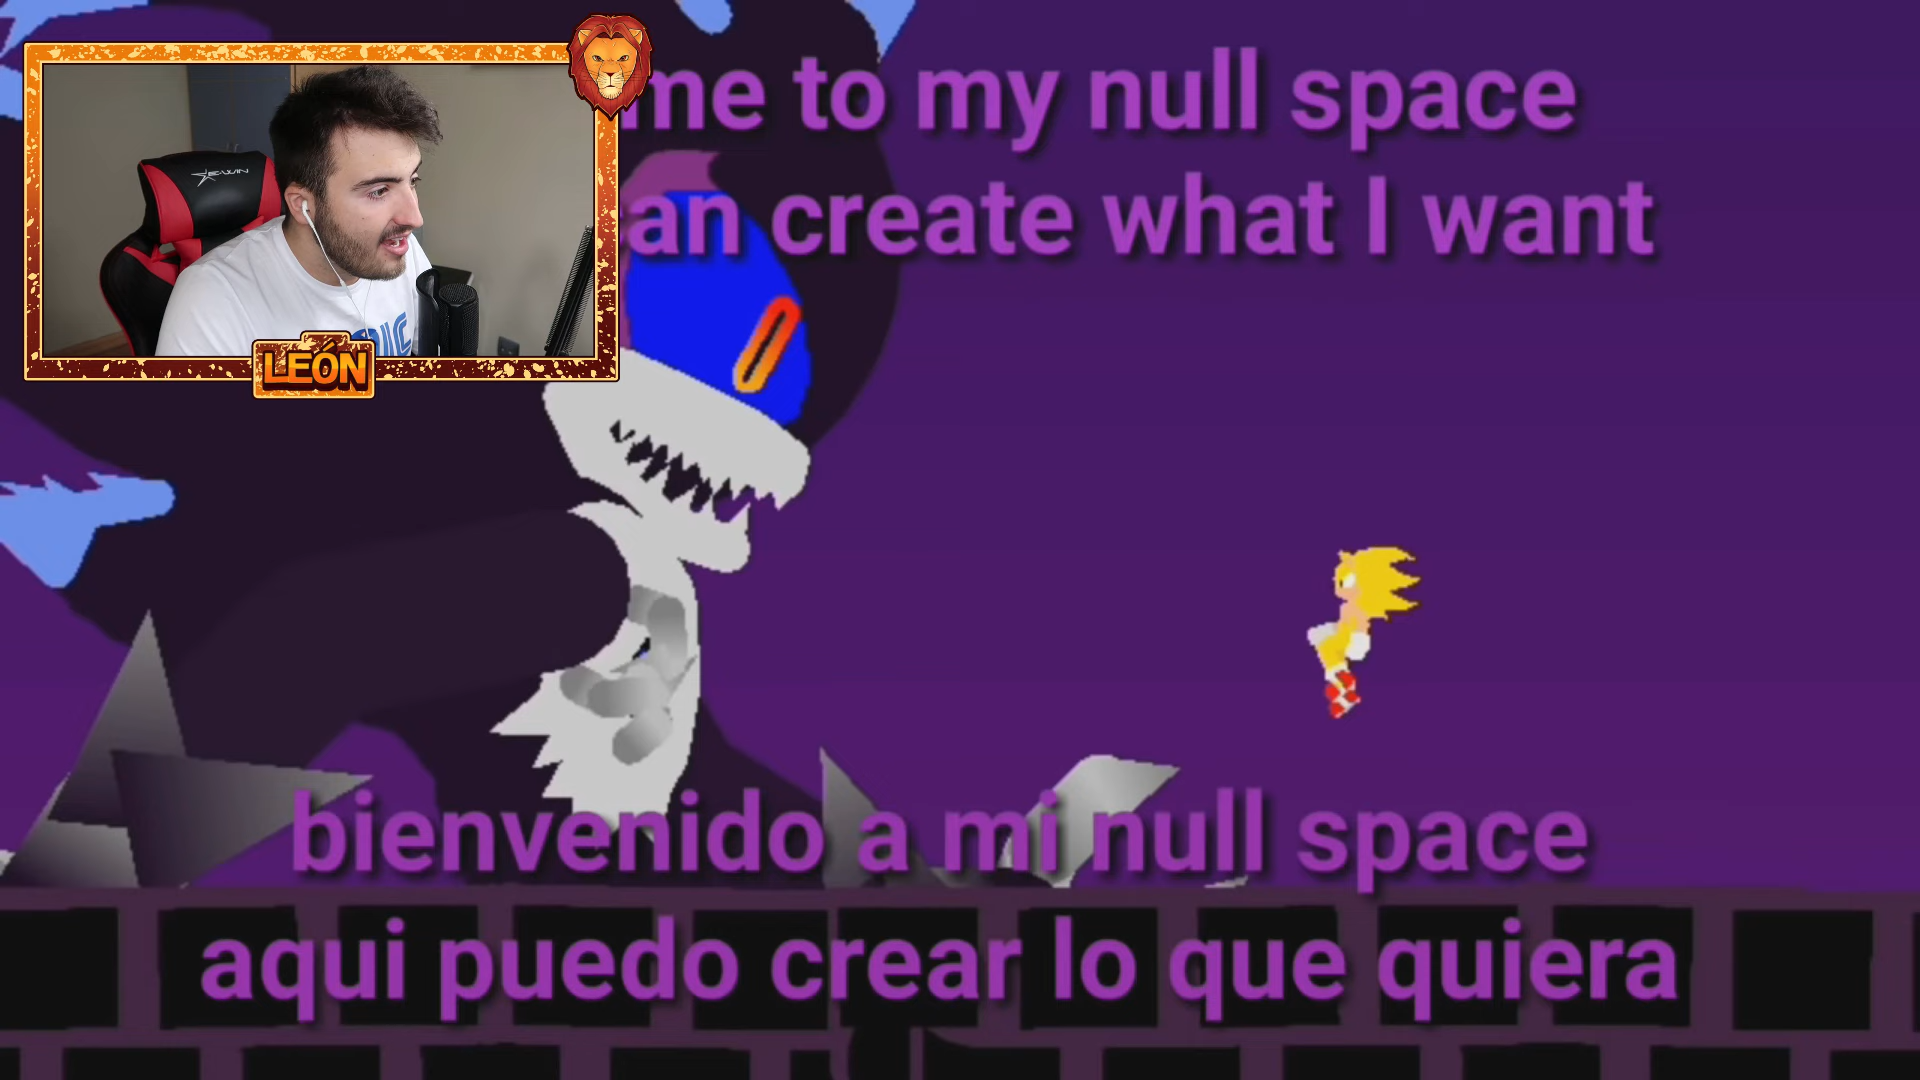 me to my null space
an create what I want
EWIN
LEÓN
bienvenido a mi null space
aqui puedo crear lo que quiera